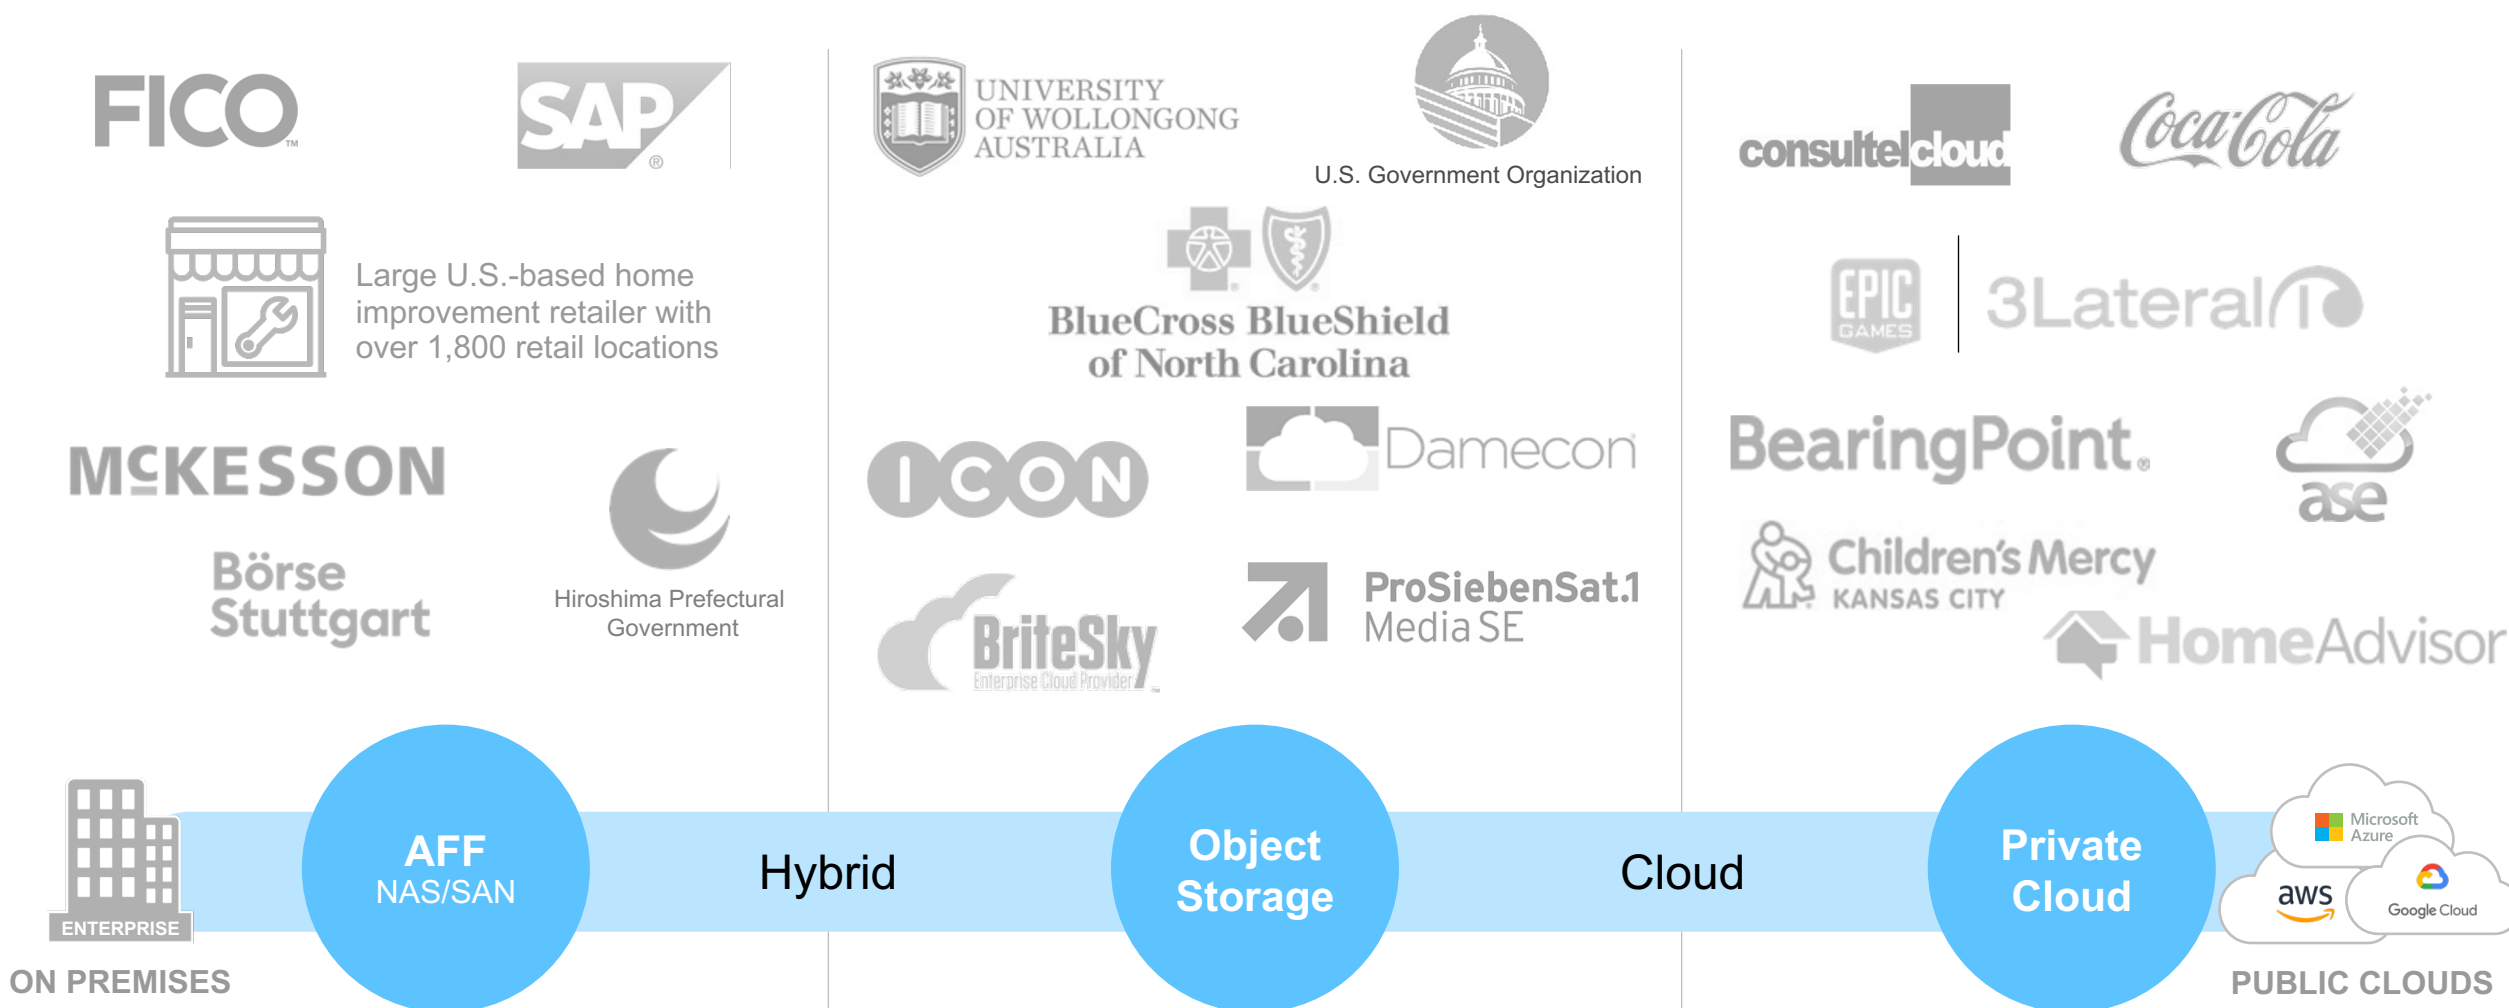 FICO™
SAP®
Large U.S.-based home
improvement retailer with
over 1,800 retail locations
MCKESSON
Börse
Stuttgart
Hiroshima Prefectural
Government
UNIVERSITY
OF WOLLONGONG
AUSTRALIA
U.S. Government Organization
BlueCross BlueShield
of North Carolina
ICON
Damecon
BriteSky
Enterprise Cloud Provider
ProSiebenSat.1
Media SE
consultelcloud
Coca-Cola
EPIC
GAMES
3Lateral
BearingPoint®
ase
Children's Mercy
KANSAS CITY
HomeAdvisor
ENTERPRISE
ON PREMISES
AFF
NAS/SAN
Hybrid
Object
Storage
Cloud
Private
Cloud
Microsoft
Azure
aws
Google Cloud
PUBLIC CLOUDS